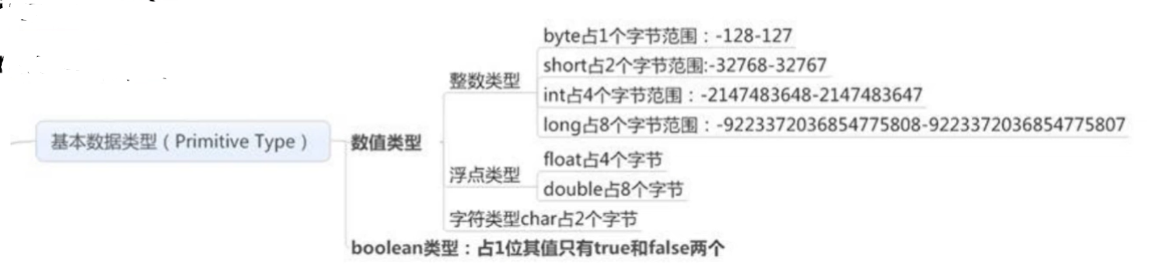 基本数据类型（Primitive Type）
数值类型
整数类型
byte占1个字节范围：-128-127
short占2个字节范围:-32768-32767
int占4个字节范围：-2147483648-2147483647
long占8个字节范围：-9223372036854775808-9223372036854775807
浮点类型
float占4个字节
double占8个字节
字符类型char占2个字节
boolean类型：占1位其值只有true和false两个